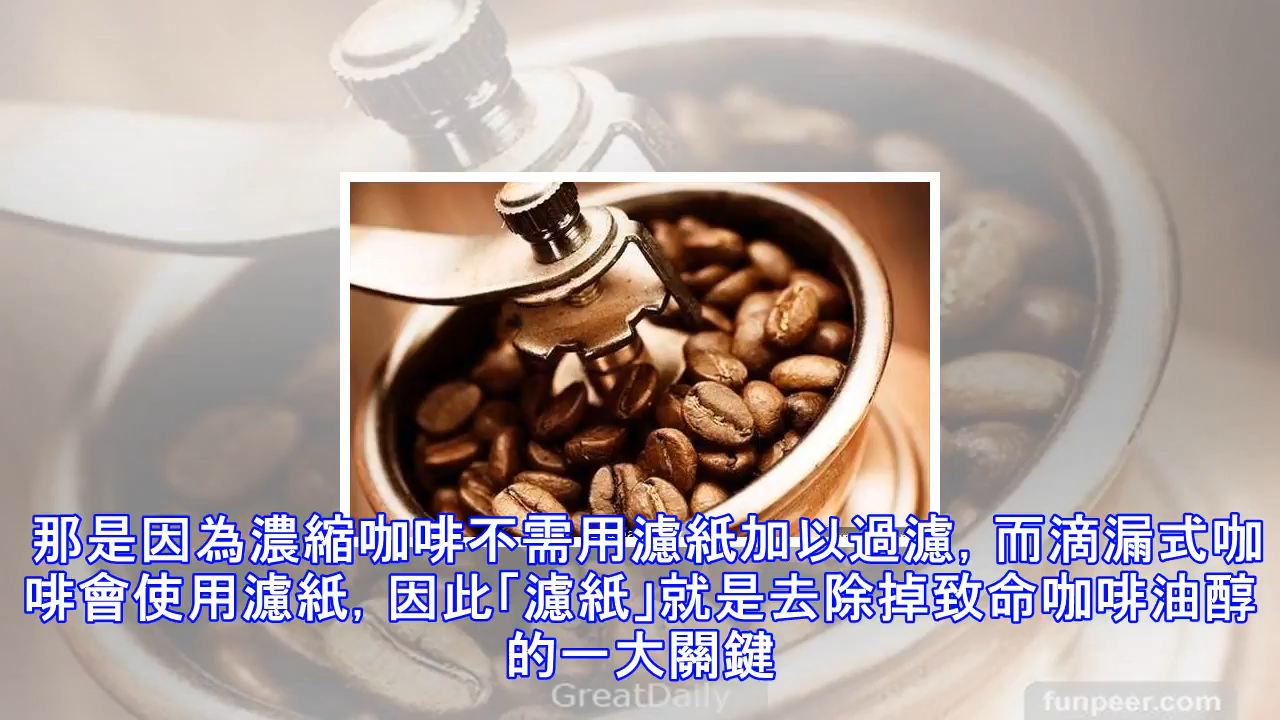 那是因為濃縮咖啡不需用濾紙加以過濾, 而滴漏式咖
啡會使用濾紙, 因此「濾紙」就是去除掉致命咖啡油醇
的一大關鍵
GreatDaily
funpeer.com